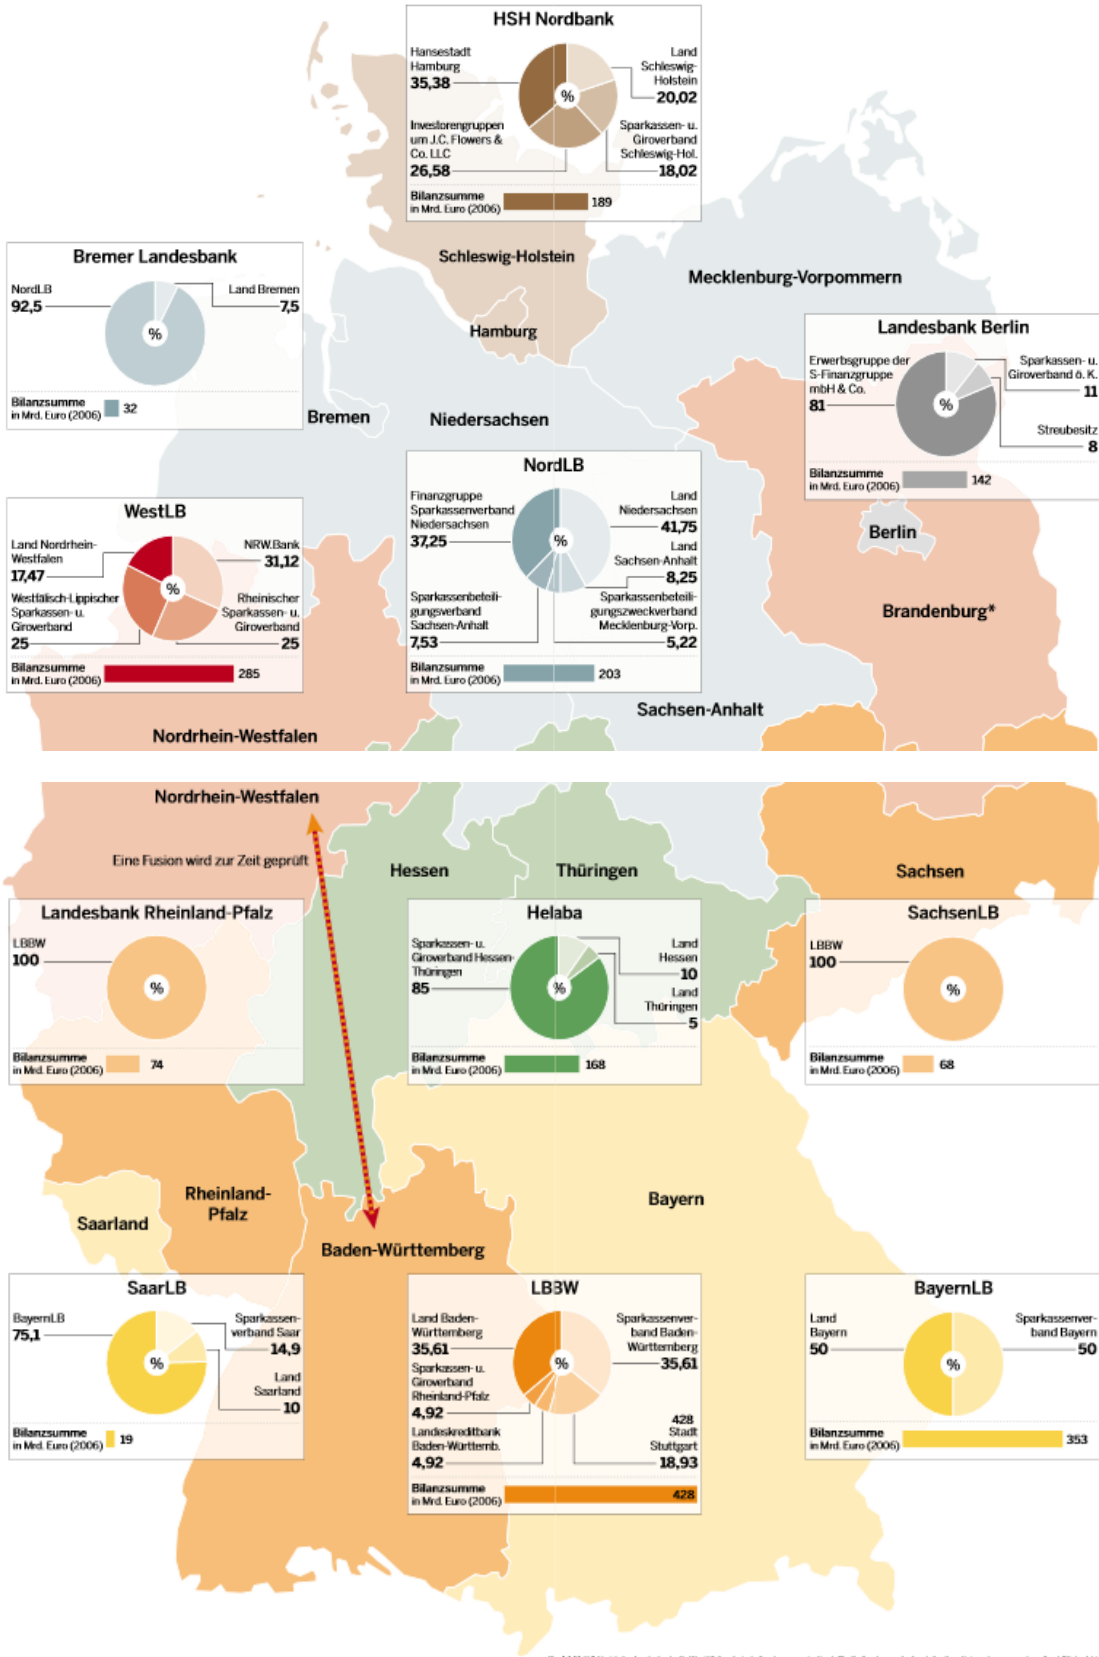 HSH Nordbank
Hansestadt
Hamburg
35,38
Land
Schleswig-
Holstein
20,02
Investorengruppen
um J.C. Flowers &
Co. LLC
26,58
Sparkassen- u.
Giroverband
Schleswig-Hol.
18,02
%
Bilanzsumme
in Mrd. Euro (2006)
189
Schleswig-Holstein
Mecklenburg-Vorpommern
Hamburg
Bremer Landesbank
NordLB
92,5
Land Bremen
7,5
%
Bilanzsumme
in Mrd. Euro (2006)
32
Landesbank Berlin
Erwerbsgruppe der
S-Finanzgruppe
mbH & Co.
81
Sparkassen- u.
Giroverband ö. K.
11
Streubesitz
8
%
Bilanzsumme
in Mrd. Euro (2006)
142
Bremen
Niedersachsen
NordLB
Finanzgruppe
Sparkassenverband
Niedersachsen
37,25
Land
Niedersachsen
41,75
Land
Sachsen-Anhalt
8,25
Sparkassenbeteili-
gungsverband
Sachsen-Anhalt
7,53
Sparkassenbeteili-
gungszweckverband
Mecklenburg-Vorp.
5,22
%
Bilanzsumme
in Mrd. Euro (2006)
203
WestLB
Land Nordrhein-
Westfalen
17,47
NRW.Bank
31,12
Westfälisch-Lippischer
Sparkassen- u.
Giroverband
25
Rheinischer
Sparkassen- u.
Giroverband
25
%
Bilanzsumme
in Mrd. Euro (2006)
285
Berlin
Brandenburg*
Sachsen-Anhalt
Nordrhein-Westfalen
Nordrhein-Westfalen
Eine Fusion wird zur Zeit geprüft
Hessen
Thüringen
Sachsen
Landesbank Rheinland-Pfalz
LBBW
100
%
Bilanzsumme
in Mrd. Euro (2006)
74
Helaba
Sparkassen- u.
Giroverband Hessen-
Thüringen
85
Land
Hessen
10
Land
Thüringen
5
%
Bilanzsumme
in Mrd. Euro (2006)
168
SachsenLB
LBBW
100
%
Bilanzsumme
in Mrd. Euro (2006)
68
Rheinland-
Pfalz
Saarland
Bayern
Baden-Württemberg
SaarLB
BayernLB
75,1
Sparkassen-
verband Saar
14,9
Land
Saarland
10
%
Bilanzsumme
in Mrd. Euro (2006)
19
LBBW
Land Baden-
Württemberg
35,61
Sparkassen- u.
Giroverband
Rheinland-Pfalz
4,92
Landeskreditbank
Baden-Württemb.
4,92
Sparkassenver-
band Baden-
Württemberg
35,61
428
Stadt
Stuttgart
18,93
%
Bilanzsumme
in Mrd. Euro (2006)
428
BayernLB
Land
Bayern
50
Sparkassenver-
band Bayern
50
%
Bilanzsumme
in Mrd. Euro (2006)
353